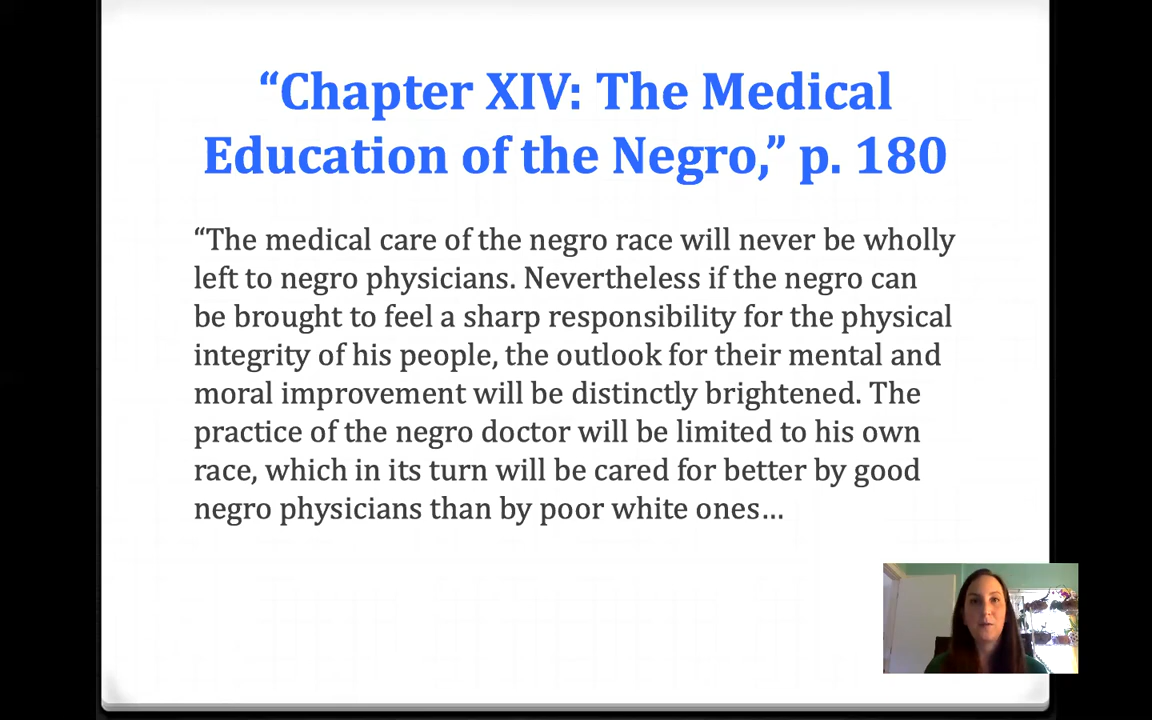 “Chapter XIV: The Medical
Education of the Negro,” p. 180
“The medical care of the negro race will never be wholly
left to negro physicians. Nevertheless if the negro can
be brought to feel a sharp responsibility for the physical
integrity of his people, the outlook for their mental and
moral improvement will be distinctly brightened. The
practice of the negro doctor will be limited to his own
race, which in its turn will be cared for better by good
negro physicians than by poor white ones…